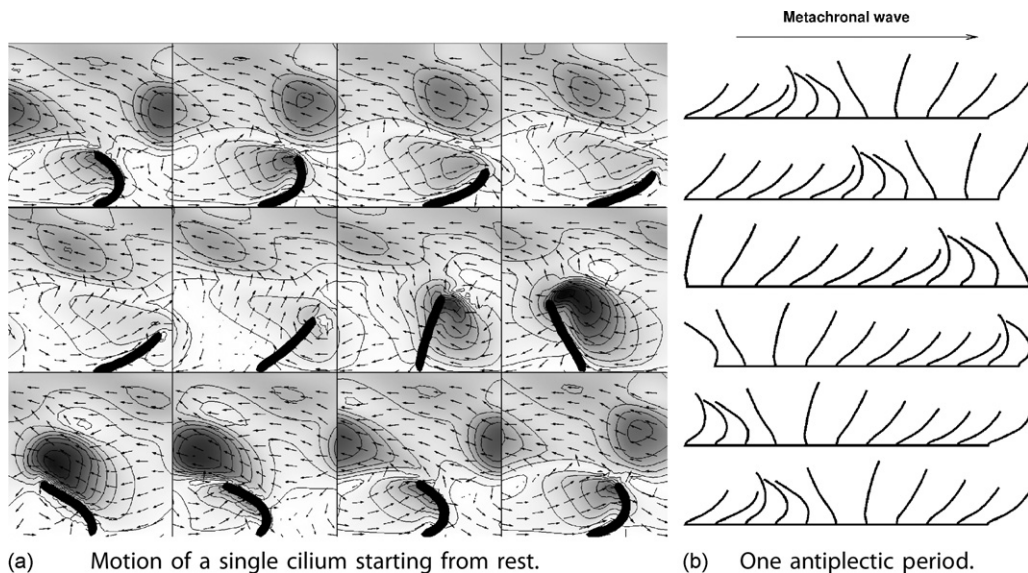 Metachronal wave
(a) Motion of a single cilium starting from rest.
(b) One antiplectic period.